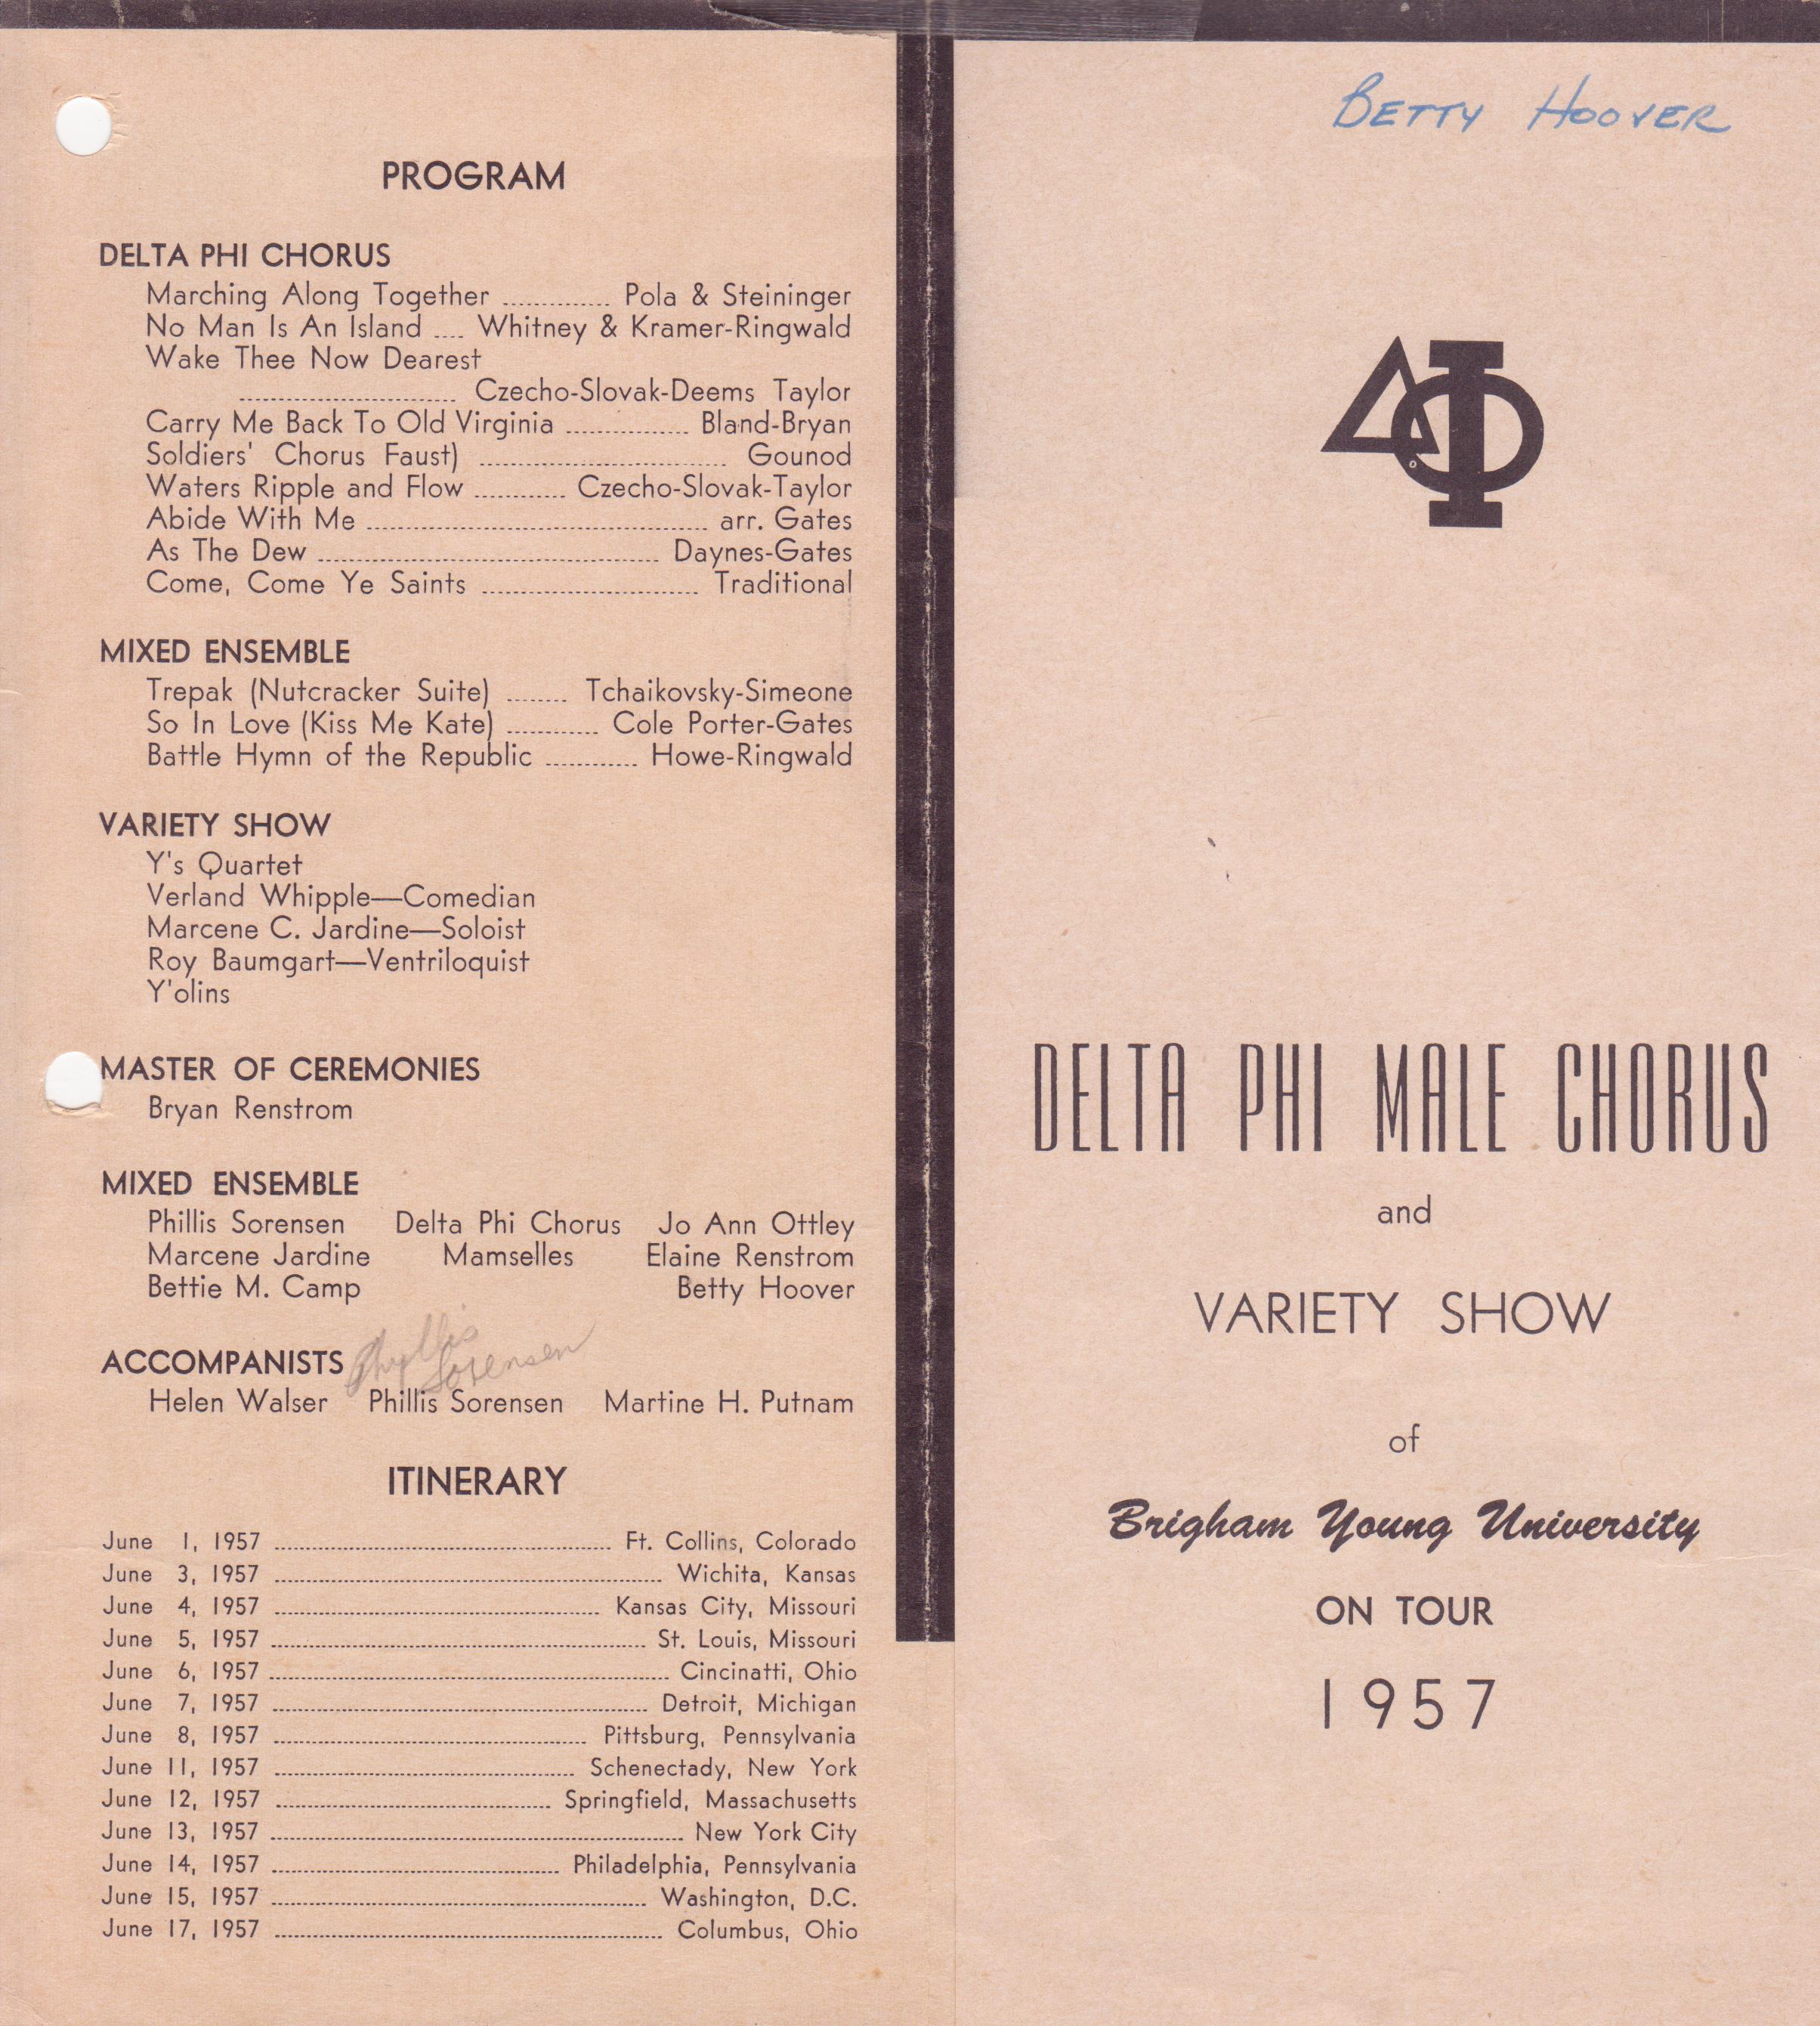 PROGRAM
DELTA PHI CHORUS
Marching Along Together ............. Pola & Steininger
No Man Is An Island .... Whitney & Kramer-Ringwald
Wake Thee Now Dearest
.......................... Czecho-Slovak-Deems Taylor
Carry Me Back To Old Virginia ............... Bland-Bryan
Soldiers' Chorus Faust) .............................. Gounod
Waters Ripple and Flow ........... Czecho-Slovak-Taylor
Abide With Me ......................................... arr. Gates
As The Dew ......................................... Daynes-Gates
Come, Come Ye Saints .......................... Traditional
MIXED ENSEMBLE
Trepak (Nutcracker Suite) ........ Tchaikovsky-Simeone
So In Love (Kiss Me Kate) ........... Cole Porter-Gates
Battle Hymn of the Republic ........... Howe-Ringwald
VARIETY SHOW
Y's Quartet
Verland Whipple—Comedian
Marcene C. Jardine—Soloist
Roy Baumgart—Ventriloquist
Y'olins
MASTER OF CEREMONIES
Bryan Renstrom
MIXED ENSEMBLE
Phillis Sorensen Delta Phi Chorus Jo Ann Ottley
Marcene Jardine Mamselles Elaine Renstrom
Bettie M. Camp Betty Hoover
Phyllis
Sorensen
ACCOMPANISTS
Helen Walser Phillis Sorensen Martine H. Putnam
ITINERARY
June 1, 1957 ................................ Ft. Collins, Colorado
June 3, 1957 ................................ Wichita, Kansas
June 4, 1957 ................................ Kansas City, Missouri
June 5, 1957 ................................ St. Louis, Missouri
June 6, 1957 ................................ Cincinatti, Ohio
June 7, 1957 ................................ Detroit, Michigan
June 8, 1957 ................................ Pittsburg, Pennsylvania
June 11, 1957 ................................ Schenectady, New York
June 12, 1957 ................................ Springfield, Massachusetts
June 13, 1957 ................................ New York City
June 14, 1957 ................................ Philadelphia, Pennsylvania
June 15, 1957 ................................ Washington, D.C.
June 17, 1957 ................................ Columbus, Ohio
BETTY HOOVER
ΔΦ
DELTA PHI MALE CHORUS
and
VARIETY SHOW
of
Brigham Young University
ON TOUR
1957